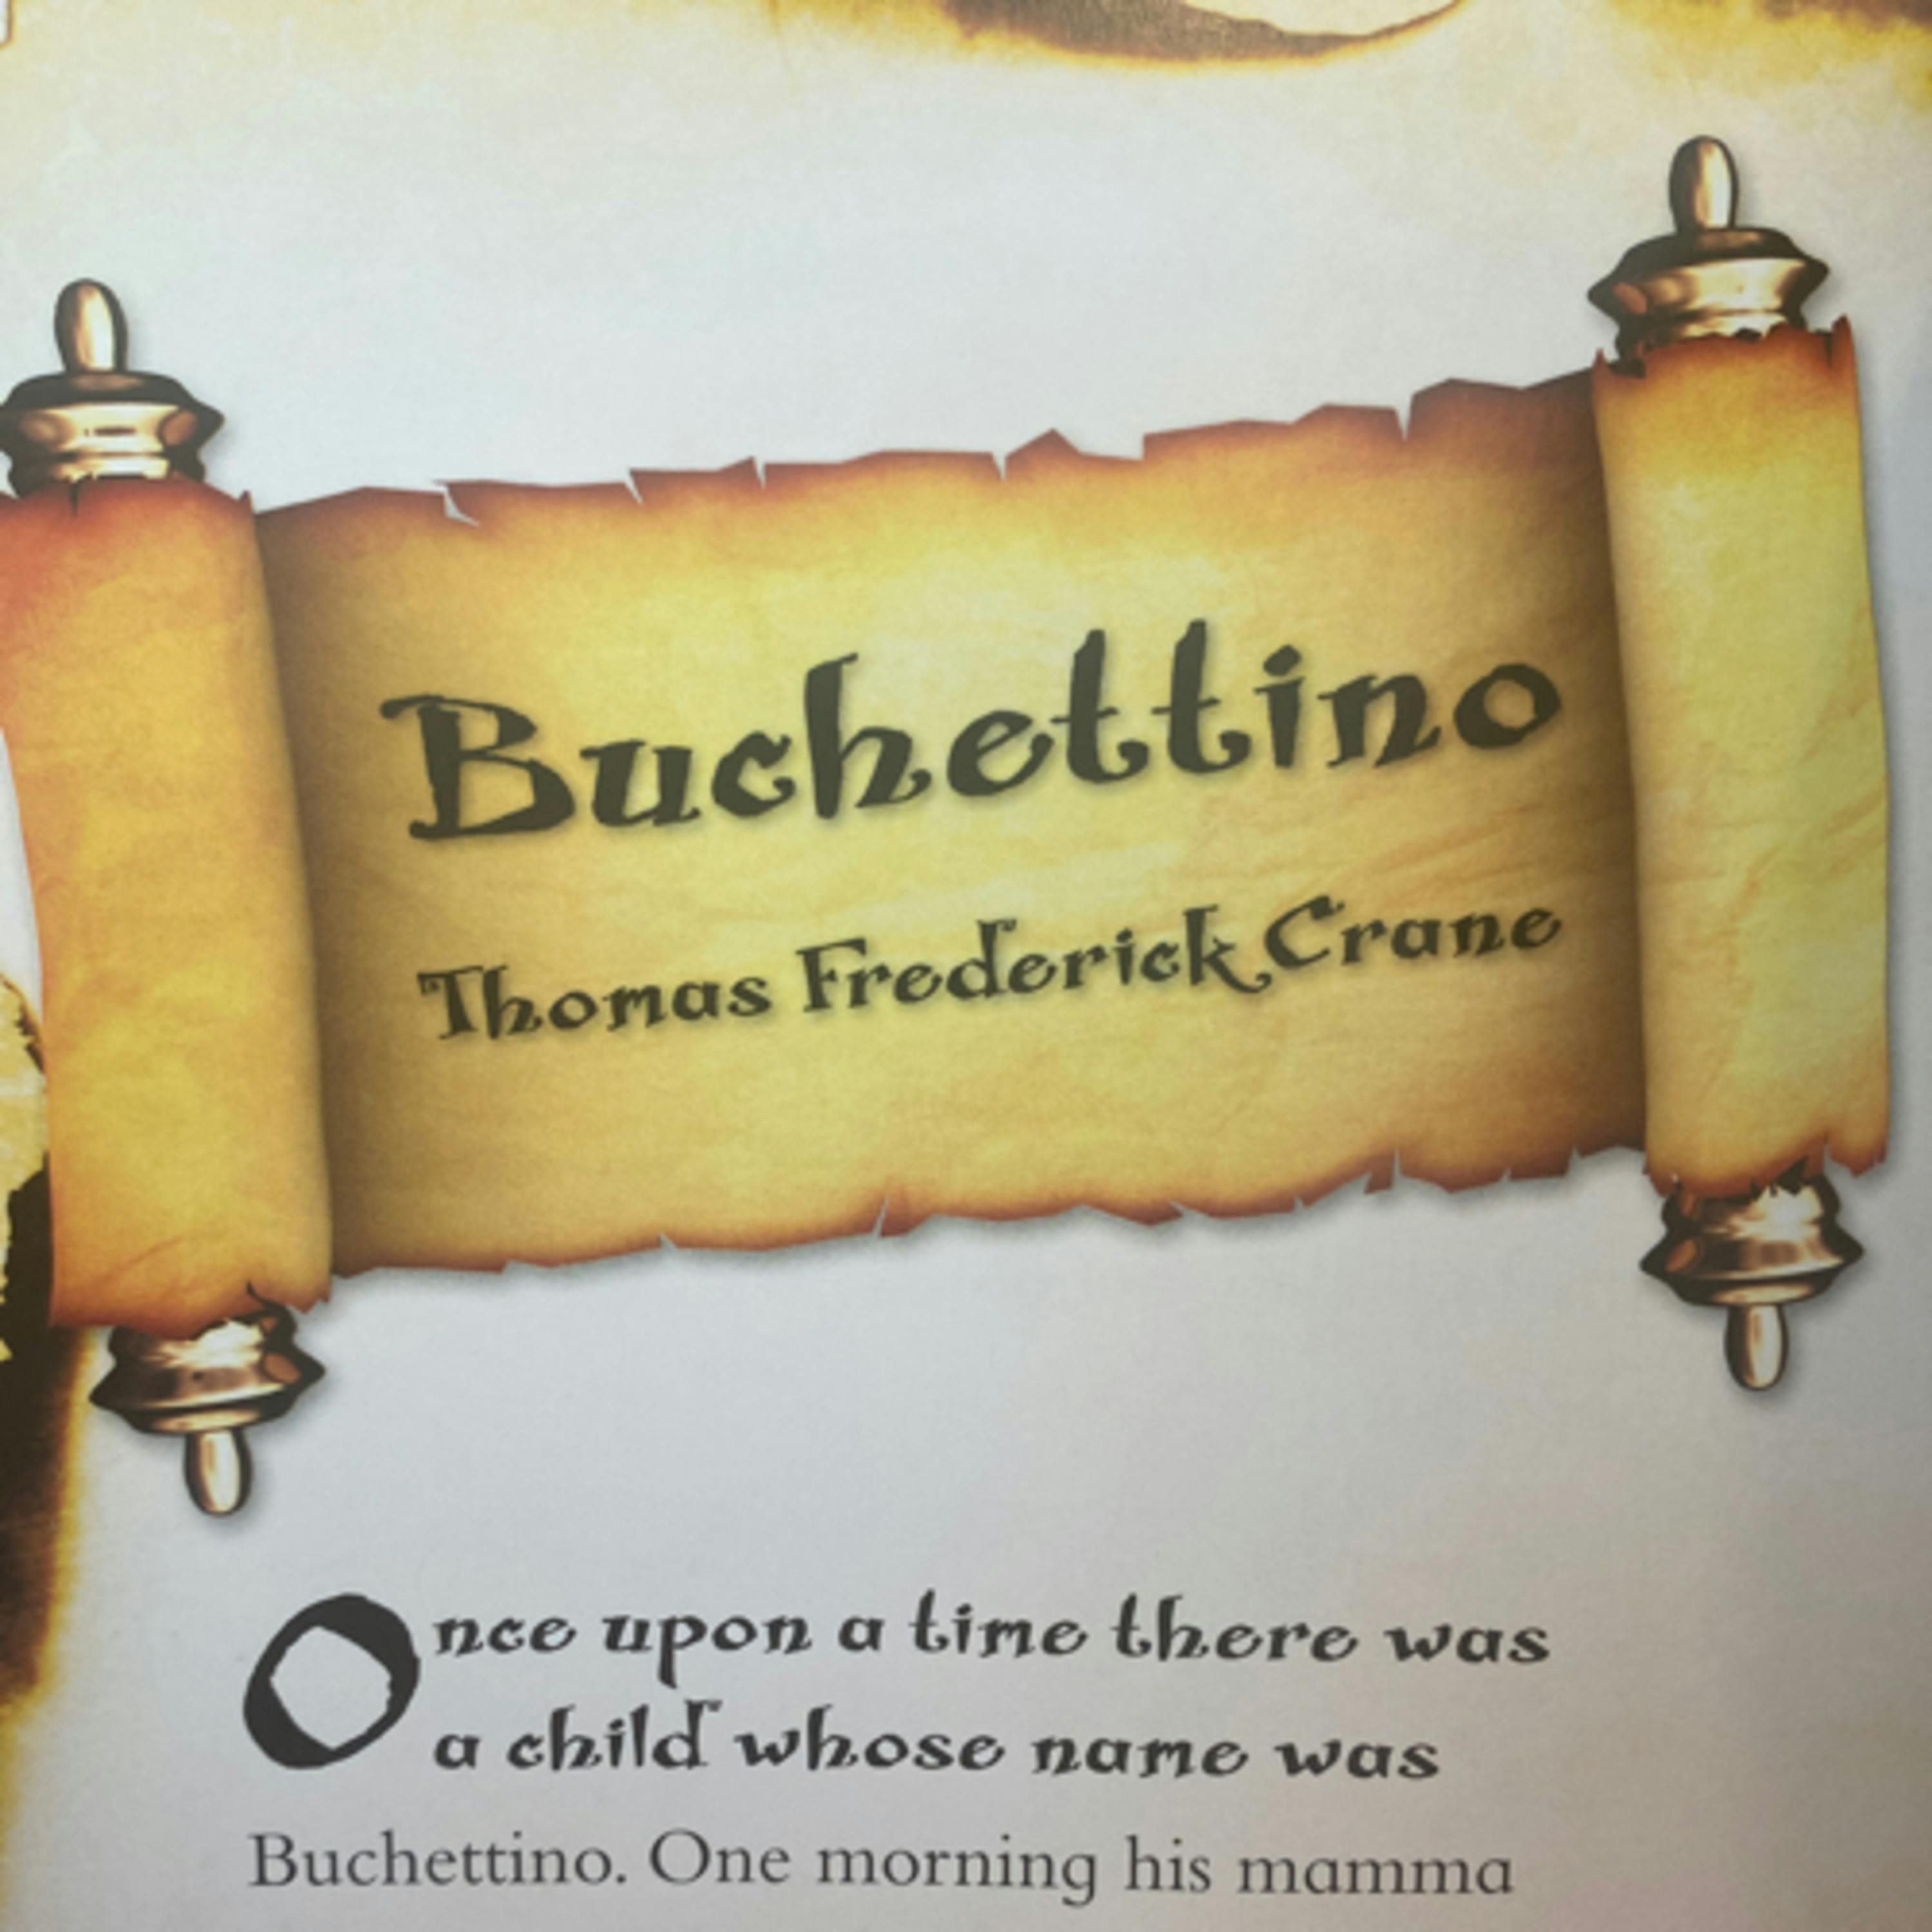 Buchettino
Thomas Frederick Crane
Once upon a time there was
a child whose name was
Buchettino. One morning his mamma